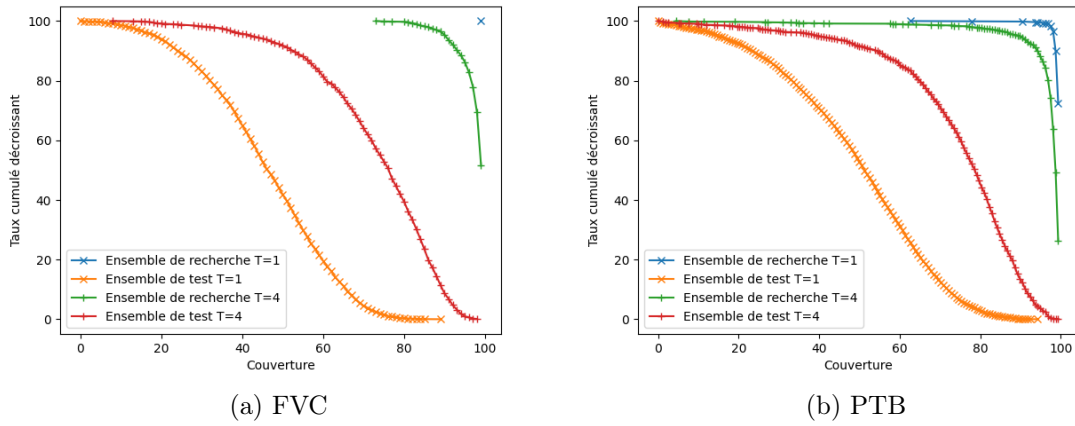 100
80
60
40
20
0
Taux cumulé décroissant
Ensemble de recherche T=1
Ensemble de test T=1
Ensemble de recherche T=4
Ensemble de test T=4
0 20 40 60 80 100
Couverture
(a) FVC
100
80
60
40
20
0
Taux cumulé décroissant
Ensemble de recherche T=1
Ensemble de test T=1
Ensemble de recherche T=4
Ensemble de test T=4
0 20 40 60 80 100
Couverture
(b) PTB